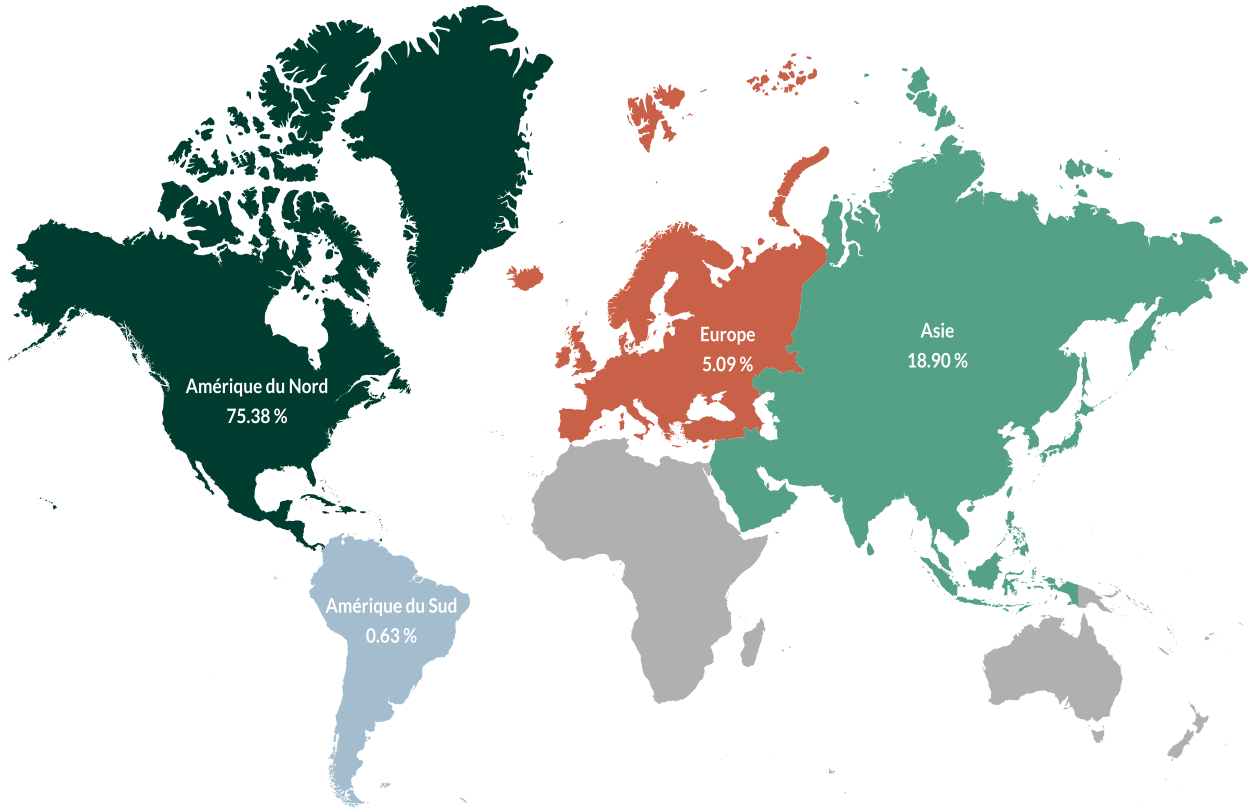 Amérique du Nord
75.38 %
Europe
5.09 %
Asie
18.90 %
Amérique du Sud
0.63 %